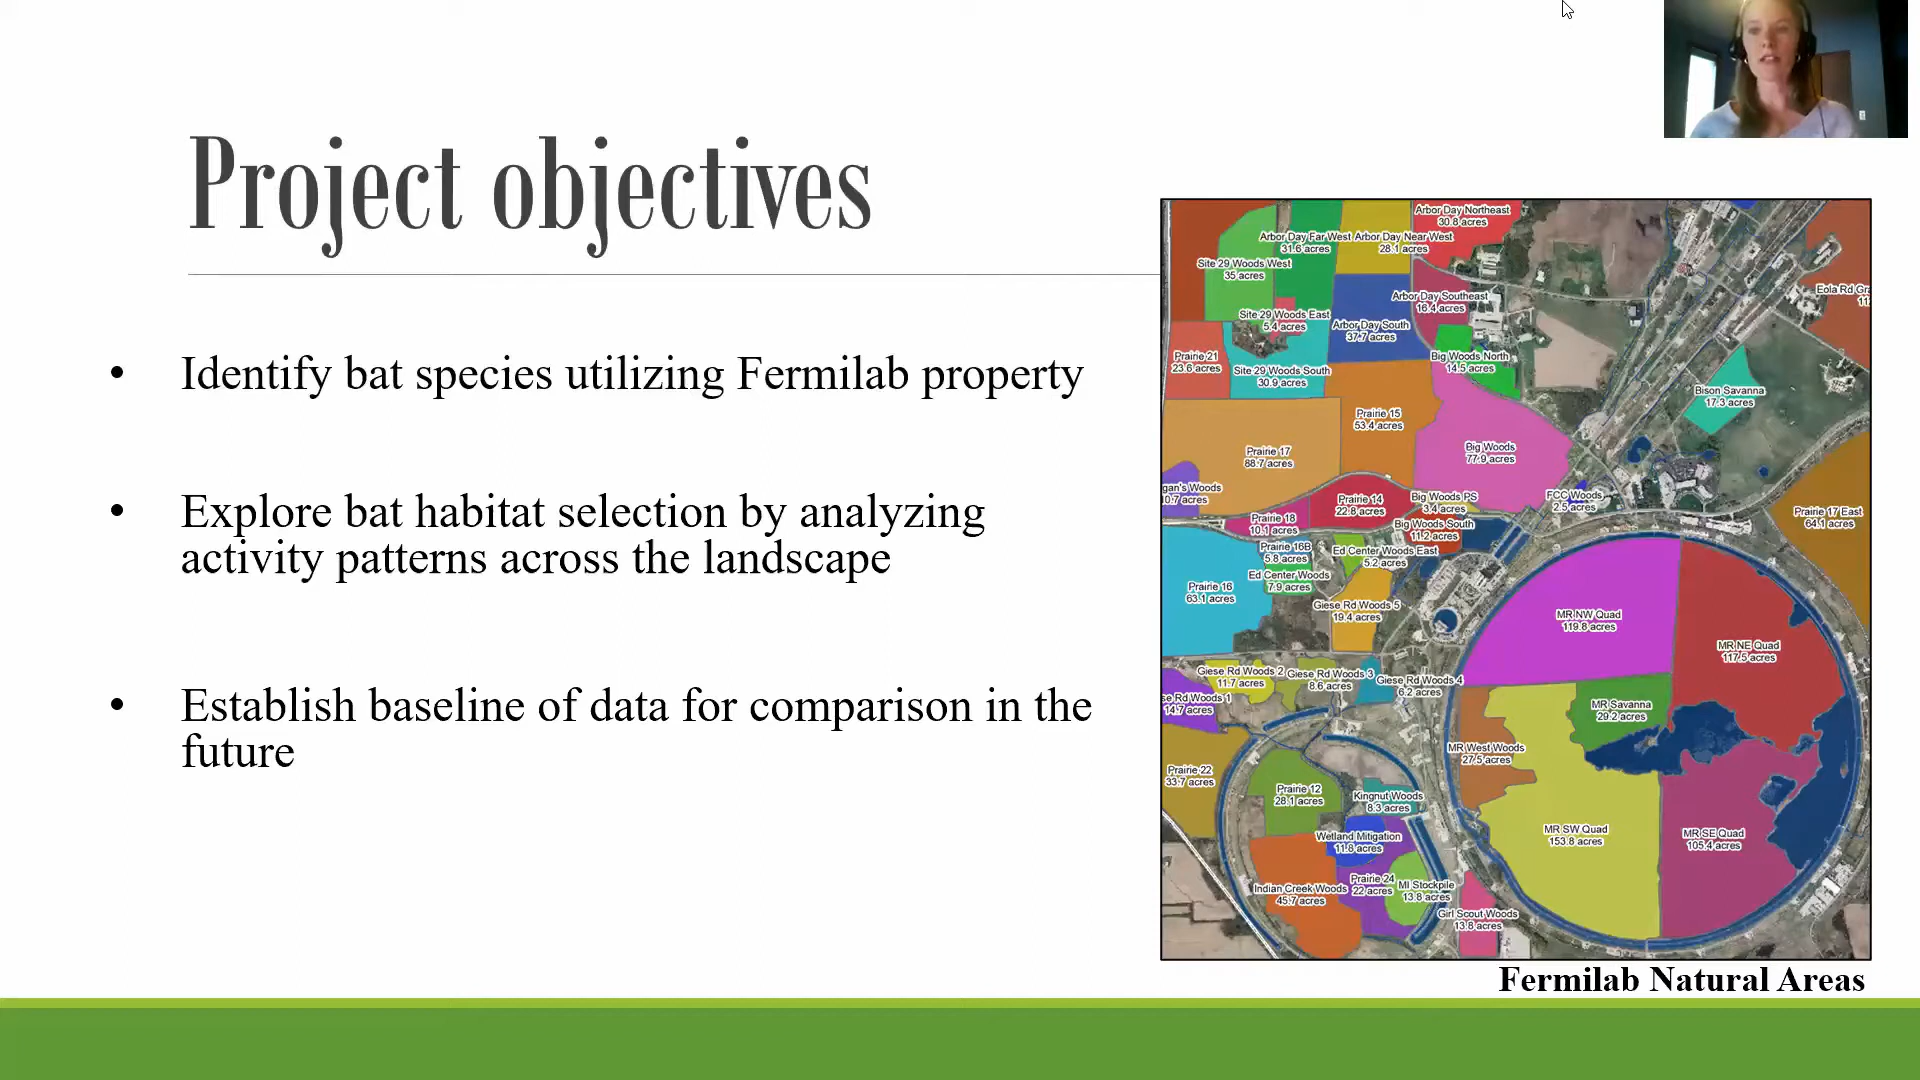 Project objectives
• Identify bat species utilizing Fermilab property
• Explore bat habitat selection by analyzing
activity patterns across the landscape
• Establish baseline of data for comparison in the
future
Arbor Day Northeast
30.8 acres
Arbor Day Far West
31.6 acres
Arbor Day Near West
28.1 acres
Site 29 Woods West
35 acres
Eola Rd Gr
11
Arbor Day Southeast
16.4 acres
Site 29 Woods East
5.4 acres
Arbor Day South
37.7 acres
Prairie 21
23.6 acres
Site 29 Woods South
30.9 acres
Big Woods North
14.5 acres
Bison Savanna
17.3 acres
Prairie 15
53.4 acres
Prairie 17
88.7 acres
Big Woods
77.9 acres
gan's Woods
0.7 acres
Prairie 14
22.8 acres
Big Woods PS
3.4 acres
FCC Woods
2.5 acres
Prairie 17 East
64.1 acres
Prairie 18
10.1 acres
Big Woods South
11.2 acres
Prairie 16B
5.8 acres
Ed Center Woods East
5.2 acres
Ed Center Woods
7.9 acres
Prairie 16
63.1 acres
Giese Rd Woods 5
19.4 acres
MR NW Quad
119.8 acres
MR NE Quad
117.5 acres
Giese Rd Woods 2
11.7 acres
Giese Rd Woods 3
8.6 acres
Giese Rd Woods 4
6.2 acres
se Rd Woods 1
14.7 acres
MR Savanna
29.2 acres
MR West Woods
27.5 acres
Prairie 22
33.7 acres
Prairie 12
28.1 acres
Kingnut Woods
8.3 acres
Wetland Mitigation
11.8 acres
MR SW Quad
153.8 acres
MR SE Quad
105.4 acres
Indian Creek Woods
45.7 acres
Prairie 24
22 acres
MI Stockpile
13.8 acres
Girl Scout Woods
13.8 acres
Fermilab Natural Areas